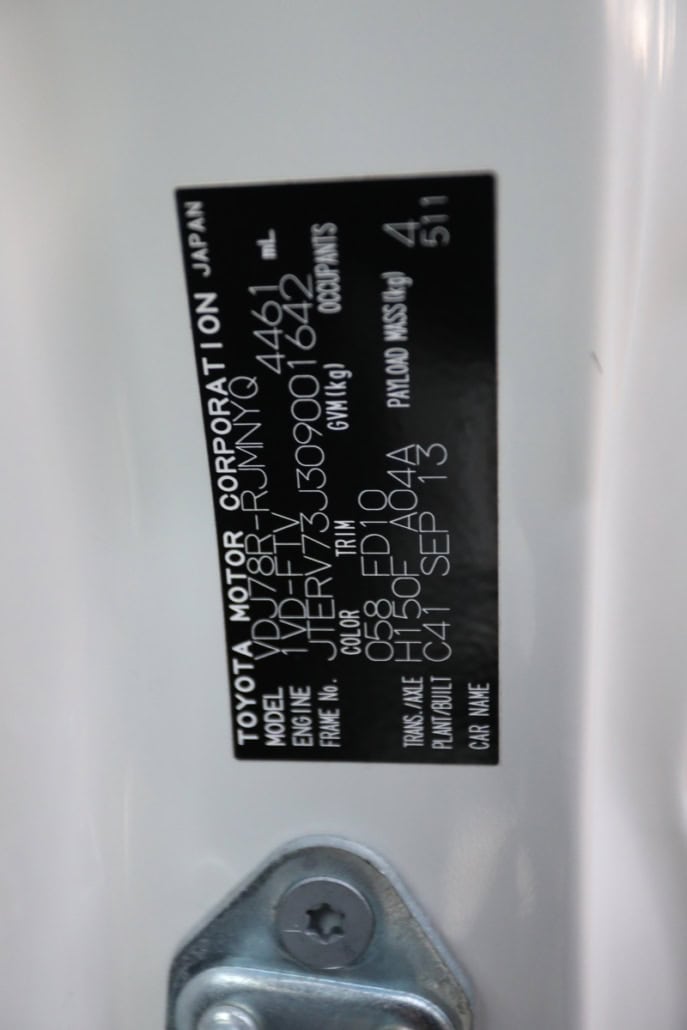 TOYOTA MOTOR CORPORATION JAPAN
MODEL VDJ78R-RJMNYQ
ENGINE 1VD-FTV 4461 mL
FRAME No. JTERV73J309001642
COLOR TRIM GVM(kg) OCCUPANTS
058 FD10 4
TRANS./AXLE H150F A04A PAYLOAD MASS(kg) 511
PLANT/BUILT C41 SEP 13
CAR NAME